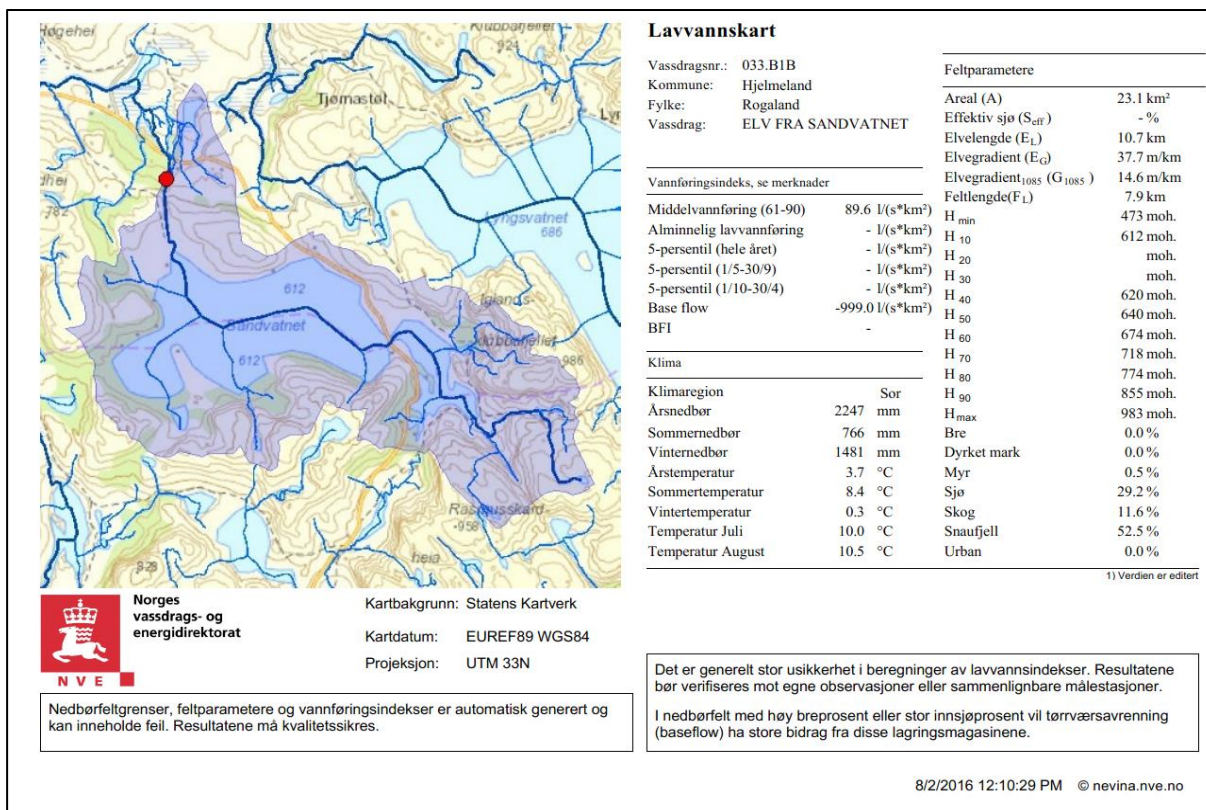 Høgehei
Klubbafjellet
924
Tjørnastøl
Lyngsvatnet
686
782
612
Sandvatnet
612
Iglands-
Klubbafjellet
986
Rasmusskard-
-958
heia
828
Norges
vassdrags- og
energidirektorat
NVE
Kartbakgrunn: Statens Kartverk
Kartdatum: EUREF89 WGS84
Projeksjon: UTM 33N
Nedbørfeltgrenser, feltparametere og vannføringsindekser er automatisk generert og
kan inneholde feil. Resultatene må kvalitetssikres.
Lavvannskart
Vassdragsnr.: 033.B1B
Kommune: Hjelmeland
Fylke: Rogaland
Vassdrag: ELV FRA SANDVATNET
Vannføringsindeks, se merknader
Middelvannføring (61-90) 89.6 l/(s*km²)
Alminnelig lavvannføring - l/(s*km²)
5-persentil (hele året) - l/(s*km²)
5-persentil (1/5-30/9) - l/(s*km²)
5-persentil (1/10-30/4) - l/(s*km²)
Base flow -999.0 l/(s*km²)
BFI -
Klima
Klimaregion Sor
Årsnedbør 2247 mm
Sommernedbør 766 mm
Vinternedbør 1481 mm
Årstemperatur 3.7 °C
Sommertemperatur 8.4 °C
Vintertemperatur 0.3 °C
Temperatur Juli 10.0 °C
Temperatur August 10.5 °C
Feltparametere
Areal (A) 23.1 km²
Effektiv sjø (Seff) - %
Elvelengde (EL) 10.7 km
Elvegradient (EG) 37.7 m/km
Elvegradient1085 (G1085) 14.6 m/km
Feltlengde(FL) 7.9 km
H min 473 moh.
H 10 612 moh.
H 20 moh.
H 30 moh.
H 40 620 moh.
H 50 640 moh.
H 60 674 moh.
H 70 718 moh.
H 80 774 moh.
H 90 855 moh.
Hmax 983 moh.
Bre 0.0 %
Dyrket mark 0.0 %
Myr 0.5 %
Sjø 29.2 %
Skog 11.6 %
Snaufjell 52.5 %
Urban 0.0 %
1) Verdien er editert
Det er generelt stor usikkerhet i beregninger av lavvannsindekser. Resultatene
bør verifiseres mot egne observasjoner eller sammenlignbare målestasjoner.
I nedbørfelt med høy breprosent eller stor innsjøprosent vil tørrværsavrenning
(baseflow) ha store bidrag fra disse lagringsmagasinene.
8/2/2016 12:10:29 PM © nevina.nve.no